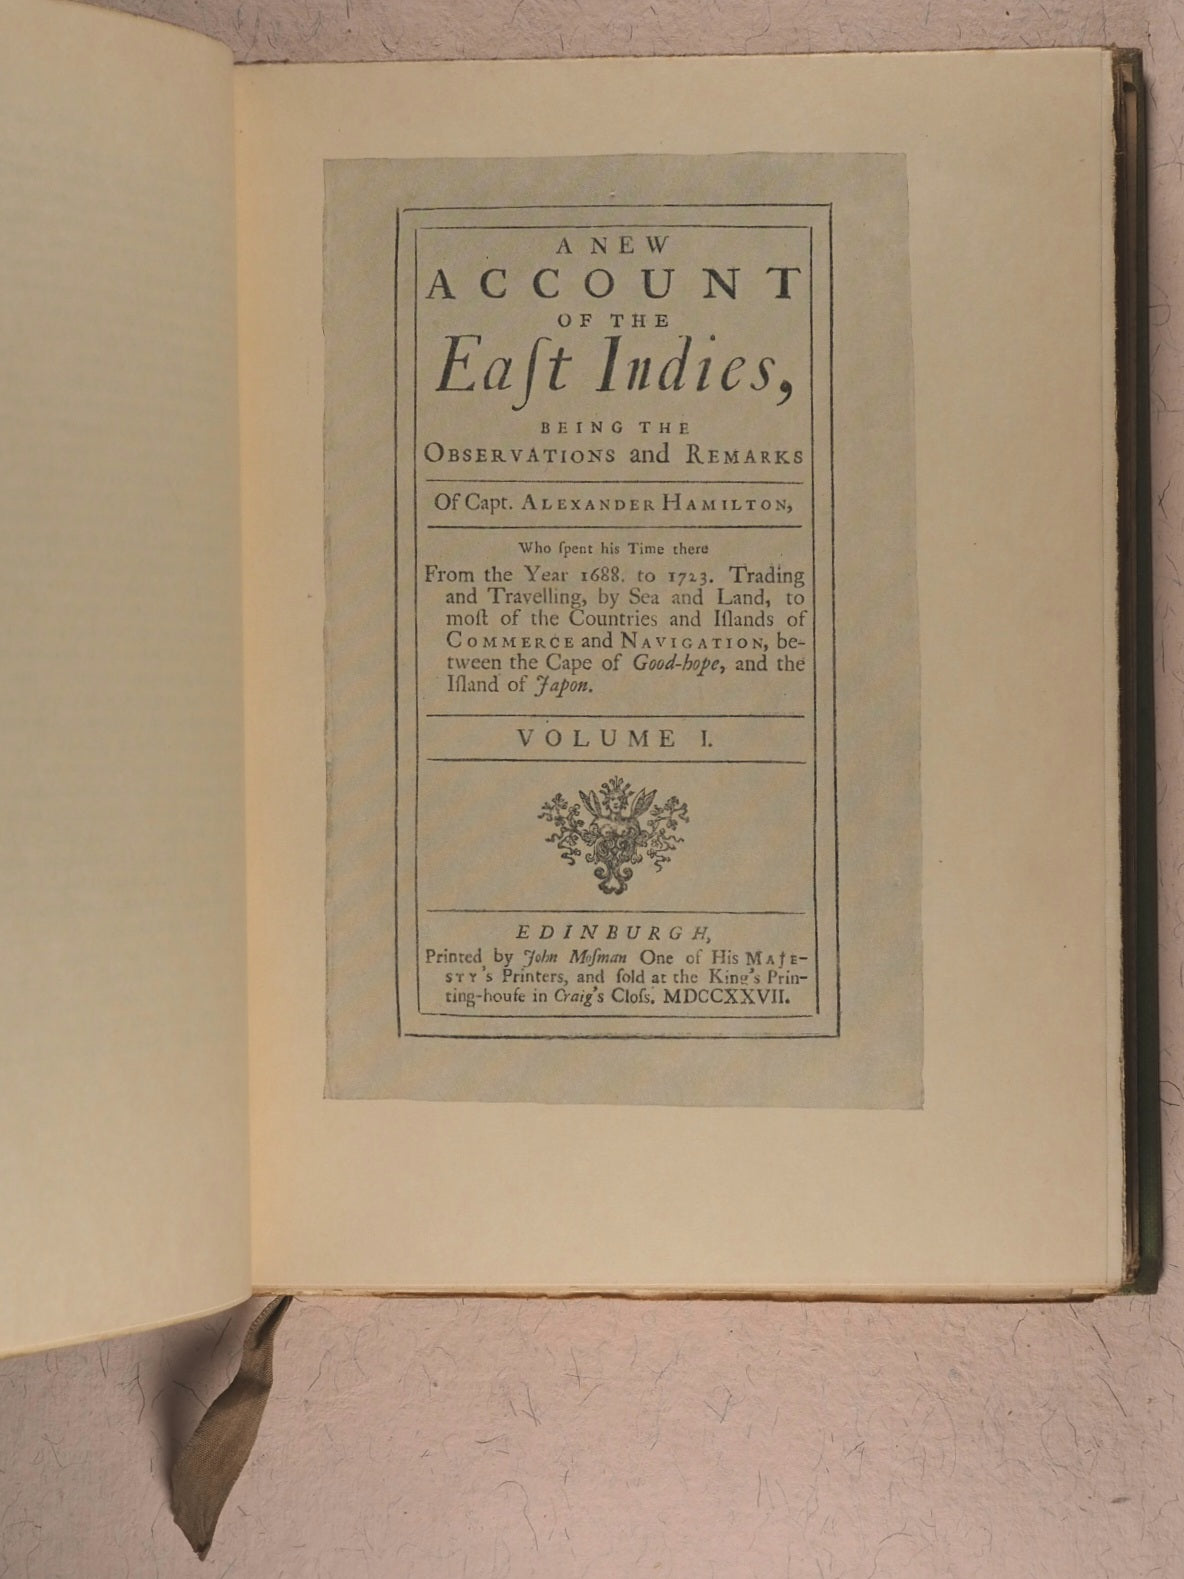 A NEW
ACCOUNT
OF THE
Eaſt Indies,
BEING THE
OBSERVATIONS and REMARKS
Of Capt. ALEXANDER HAMILTON,
Who ſpent his Time there
From the Year 1688. to 1723. Trading
and Travelling, by Sea and Land, to
moſt of the Countries and Iſlands of
COMMERCE and NAVIGATION, be-
tween the Cape of Good-hope, and the
Iſland of Japon.
VOLUME I.
EDINBURGH,
Printed by John Moſman One of His MAJE-
STY's Printers, and ſold at the King's Prin-
ting-houſe in Craig's Cloſs. MDCCXXVII.